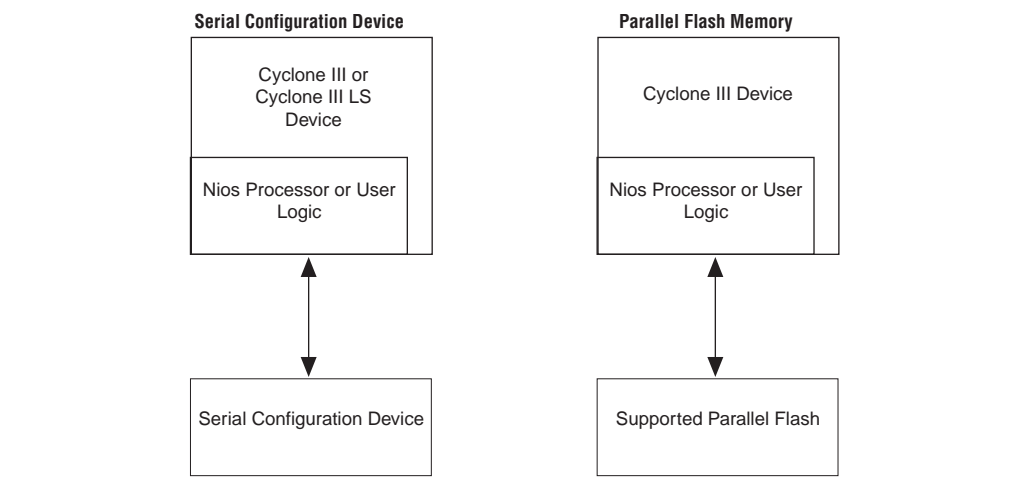 Serial Configuration Device
Cyclone III or
Cyclone III LS
Device
Nios Processor or User
Logic
Serial Configuration Device
Parallel Flash Memory
Cyclone III Device
Nios Processor or User
Logic
Supported Parallel Flash